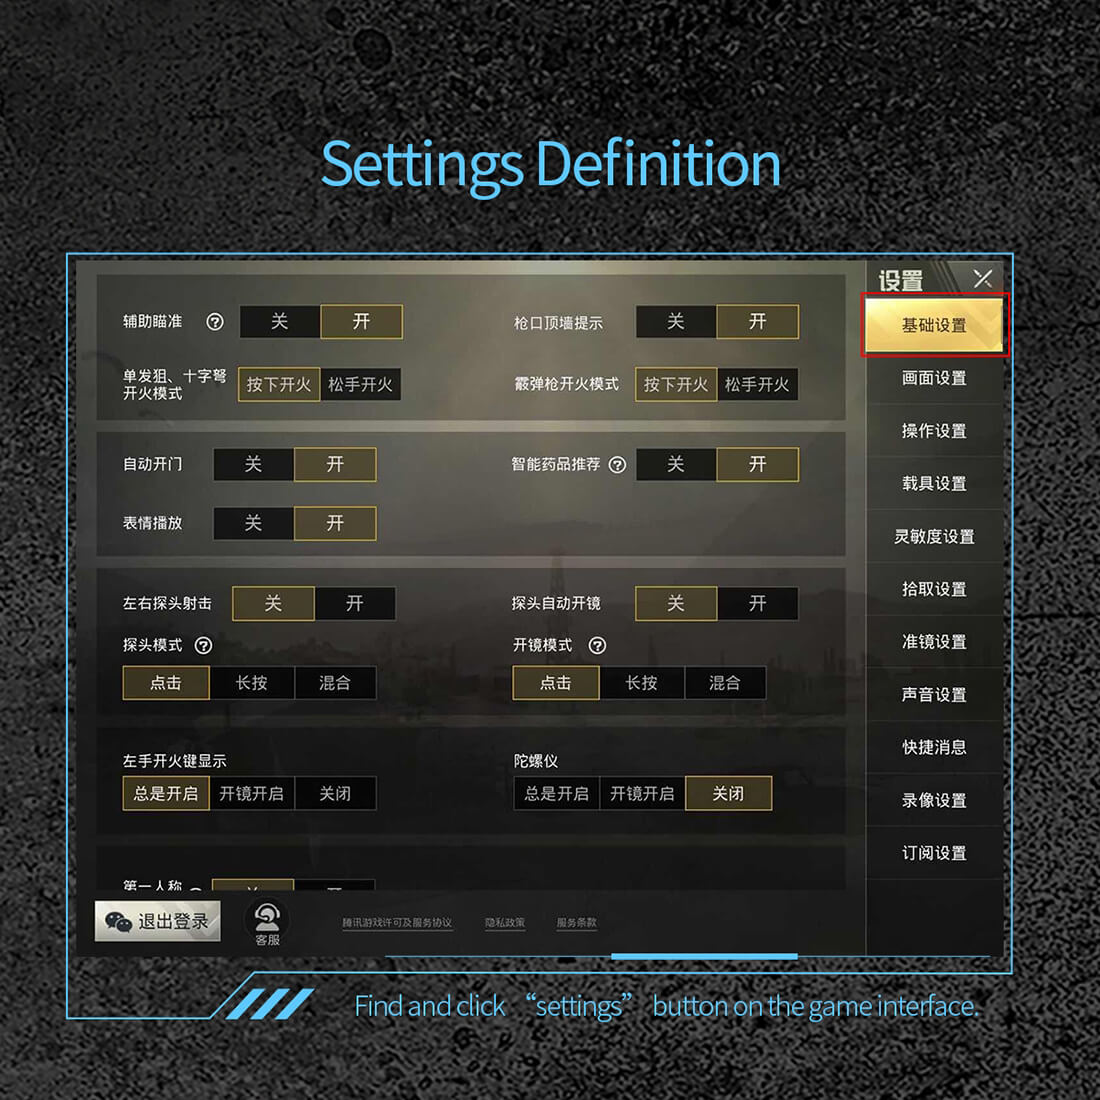 Settings Definition
设置
辅助瞄准 ? 关 开
枪口顶墙提示 关 开
基础设置
单发狙、十字弩
开火模式
按下开火 松手开火
霰弹枪开火模式 按下开火 松手开火
画面设置
操作设置
自动开门 关 开
智能药品推荐 ? 关 开
载具设置
表情播放 关 开
灵敏度设置
左右探头射击 关 开
探头自动开镜 关 开
拾取设置
探头模式 ?
开镜模式 ?
准镜设置
点击 长按 混合
点击 长按 混合
声音设置
快捷消息
左手开火键显示
陀螺仪
总是开启 开镜开启 关闭
总是开启 开镜开启 关闭
录像设置
订阅设置
第一人称
退出登录
客服
腾讯游戏许可及服务协议 隐私政策 服务条款
Find and click “settings” button on the game interface.